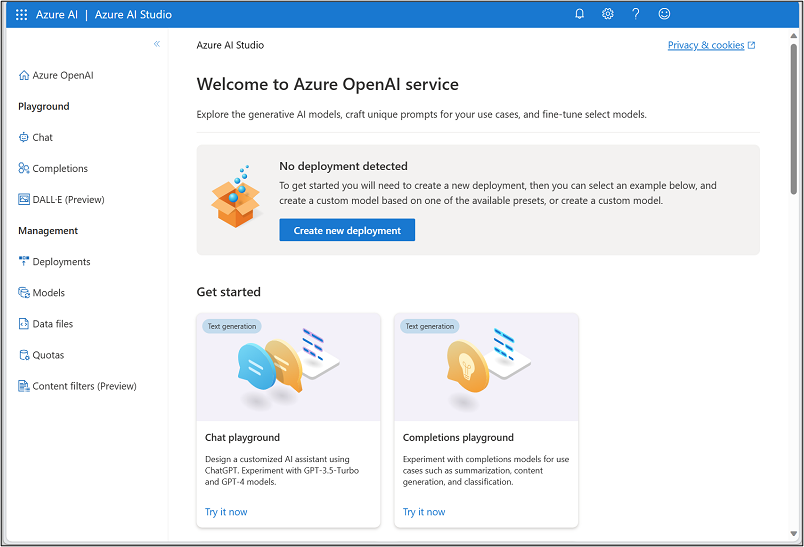 Azure AI | Azure AI Studio
Azure AI Studio
Privacy & cookies
Azure OpenAI
Playground
Chat
Completions
DALL·E (Preview)
Management
Deployments
Models
Data files
Quotas
Content filters (Preview)
Welcome to Azure OpenAI service
Explore the generative AI models, craft unique prompts for your use cases, and fine-tune select models.
No deployment detected
To get started you will need to create a new deployment, then you can select an example below, and
create a custom model based on one of the available presets, or create a custom model.
Create new deployment
Get started
Text generation
Chat playground
Design a customized AI assistant using
ChatGPT. Experiment with GPT-3.5-Turbo
and GPT-4 models.
Try it now
Text generation
Completions playground
Experiment with completions models for use
cases such as summarization, content
generation, and classification.
Try it now